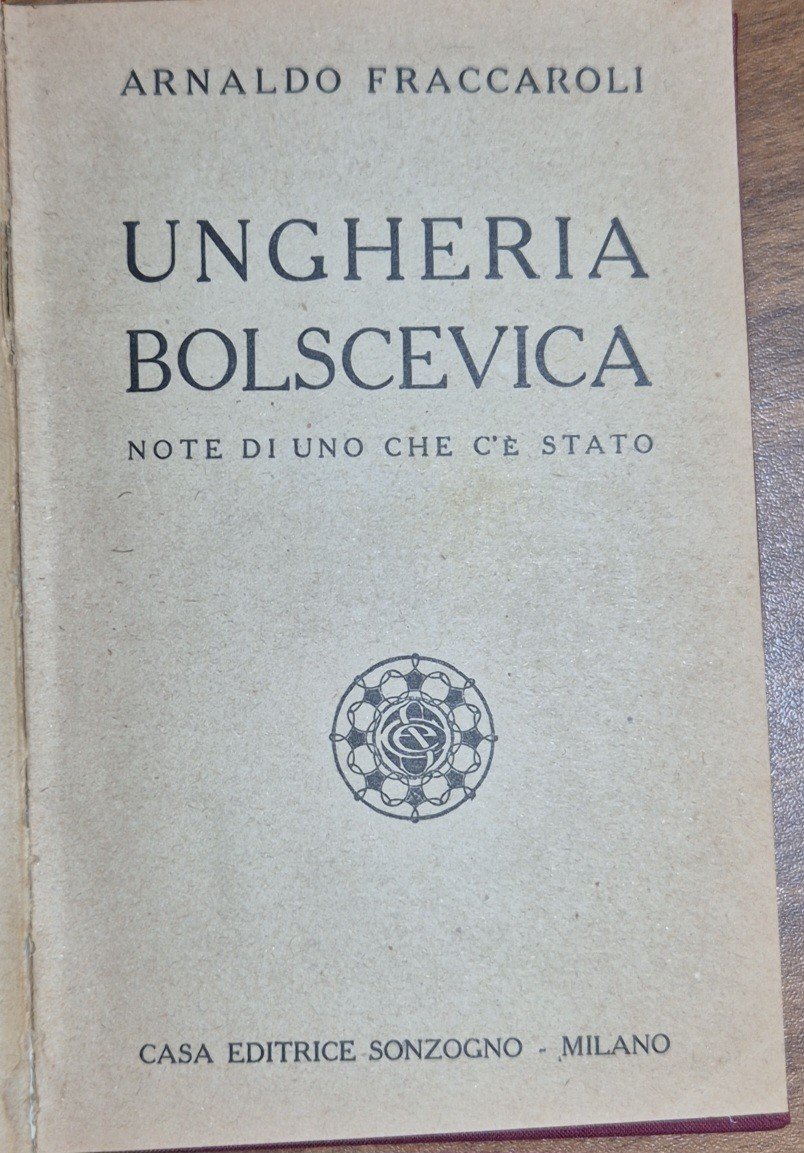 ARNALDO FRACCAROLI
UNGHERIA
BOLSCEVICA
NOTE DI UNO CHE C'È STATO
CASA EDITRICE SONZOGNO - MILANO